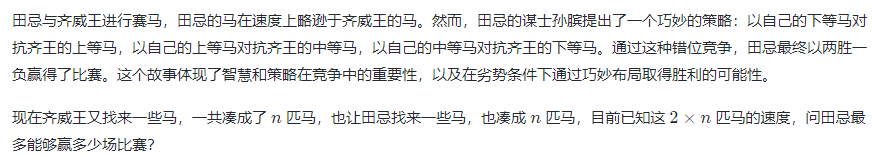 田忌与齐威王进行赛马，田忌的马在速度上略逊于齐威王的马。然而，田忌的谋士孙膑提出了一个巧妙的策略：以自己的下等马对
抗齐王的上等马，以自己的上等马对抗齐王的中等马，以自己的中等马对抗齐王的下等马。通过这种错位竞争，田忌最终以两胜一
负赢得了比赛。这个故事体现了智慧和策略在竞争中的重要性，以及在劣势条件下通过巧妙布局取得胜利的可能性。
现在齐威王又找来一些马，一共凑成了 n 匹马，也让田忌找来一些马，也凑成 n 匹马，目前已知这 2 × n 匹马的速度，问田忌最
多能够赢多少场比赛？